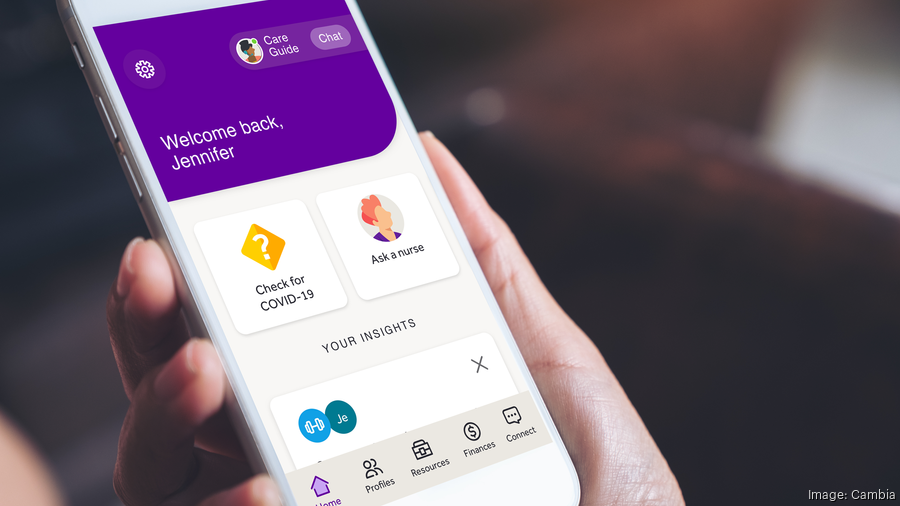 Care
Guide
Chat
Welcome back,
Jennifer
?
Check for
COVID-19
Ask a nurse
YOUR INSIGHTS
Je
Home
Profiles
Resources
Finances
Connect
Image: Cambia